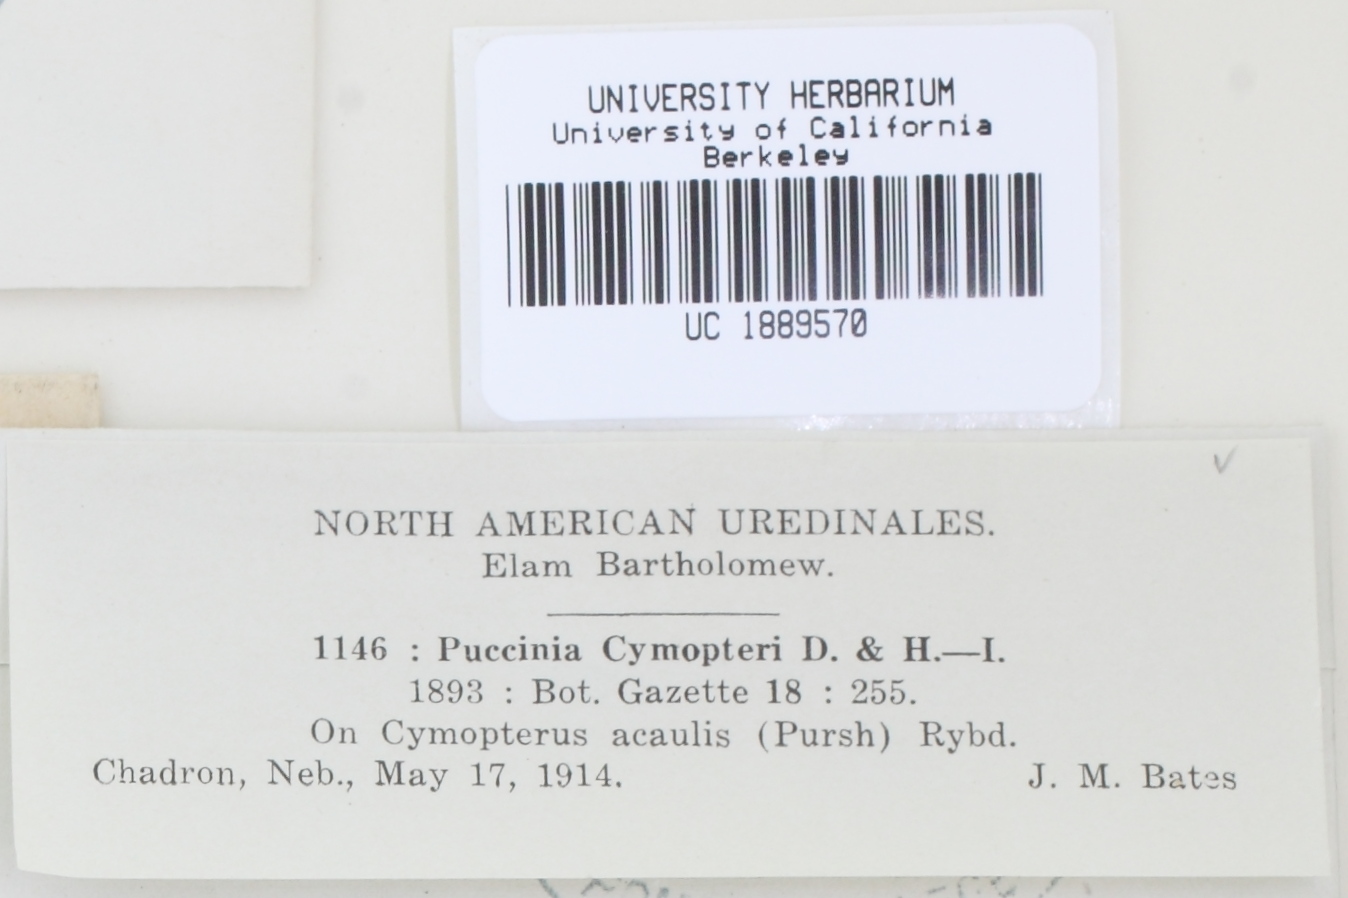 UNIVERSITY HERBARIUM
University of California
Berkeley
UC 1889570
NORTH AMERICAN UREDINALES.
Elam Bartholomew.
1146 : Puccinia Cymopteri D. & H.—I.
1893 : Bot. Gazette 18 : 255.
On Cymopterus acaulis (Pursh) Rybd.
Chadron, Neb., May 17, 1914. J. M. Bates